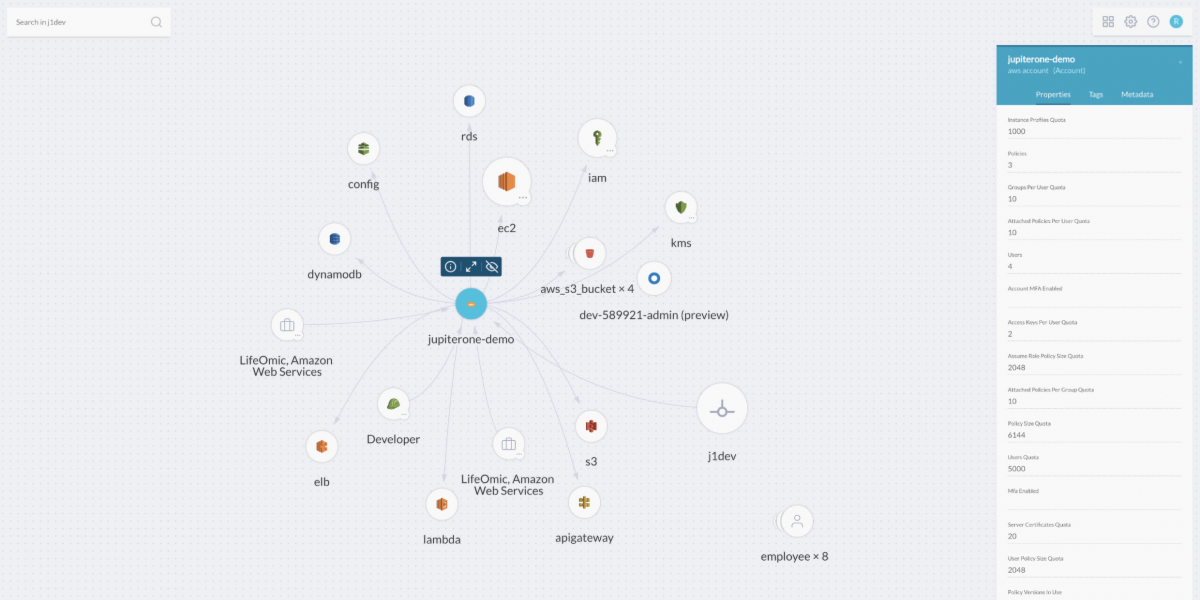 Search in j1dev
R
rds
config
iam
ec2
kms
dynamodb
aws_s3_bucket × 4
dev-589921-admin (preview)
jupiterone-demo
LifeOmic, Amazon
Web Services
Developer
j1dev
s3
elb
LifeOmic, Amazon
Web Services
lambda
apigateway
employee × 8
jupiterone-demo
aws account [Account]
Properties Tags Metadata
Instance Profiles Quota
1000
Policies
3
Groups Per User Quota
10
Attached Policies Per User Quota
10
Users
4
Account MFA Enabled
Access Keys Per User Quota
2
Assume Role Policy Size Quota
2048
Attached Policies Per Group Quota
10
Policy Size Quota
6144
Users Quota
5000
Mfa Enabled
Server Certificates Quota
20
User Policy Size Quota
2048
Policy Versions In Use